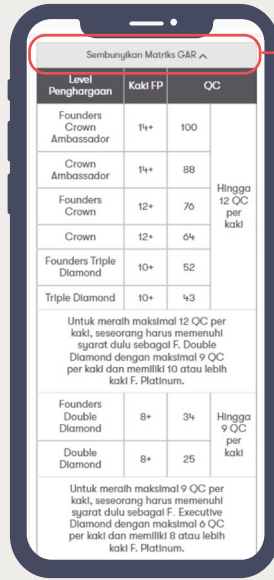 Sembunyikan Matriks GAR
Level Penghargaan Kaki FP QC
Founders Crown Ambassador 14+ 100
Crown Ambassador 14+ 88
Founders Crown 12+ 76
Crown 12+ 64
Founders Triple Diamond 10+ 52
Triple Diamond 10+ 43
Hingga 12 QC per kaki
Untuk meraih maksimal 12 QC per
kaki, seseorang harus memenuhi
syarat dulu sebagai F. Double
Diamond dengan maksimal 9 QC
per kaki dan memiliki 10 atau lebih
kaki F. Platinum.
Founders Double Diamond 8+ 34
Double Diamond 8+ 25
Hingga 9 QC per kaki
Untuk meraih maksimal 9 QC per
kaki, seseorang harus memenuhi
syarat dulu sebagai F. Executive
Diamond dengan maksimal 6 QC
per kaki dan memiliki 8 atau lebih
kaki F. Platinum.